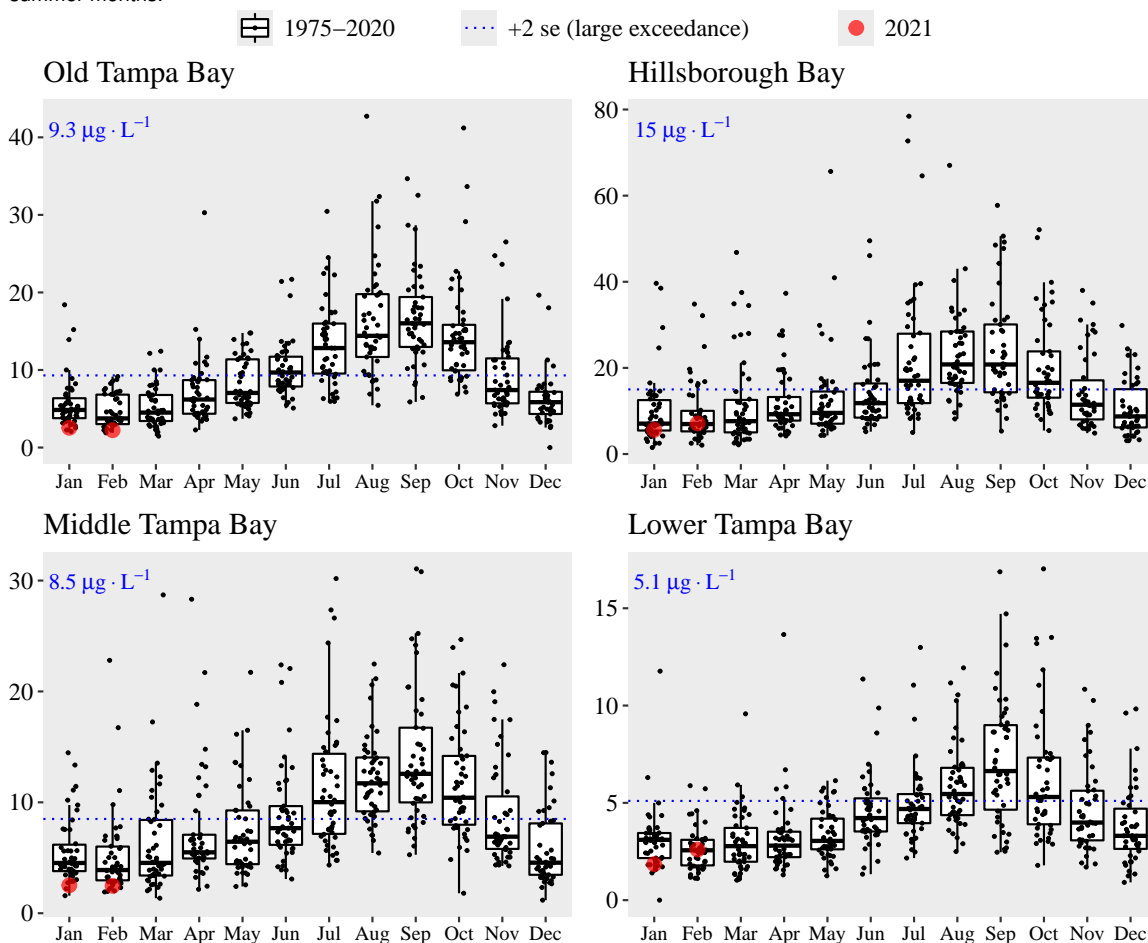 summer months.
1975−2020 +2 se (large exceedance) 2021
Old Tampa Bay
9.3 μg · L⁻¹
40
30
20
10
0
Jan Feb Mar Apr May Jun Jul Aug Sep Oct Nov Dec
Hillsborough Bay
15 μg · L⁻¹
80
60
40
20
0
Jan Feb Mar Apr May Jun Jul Aug Sep Oct Nov Dec
Middle Tampa Bay
8.5 μg · L⁻¹
30
20
10
0
Jan Feb Mar Apr May Jun Jul Aug Sep Oct Nov Dec
Lower Tampa Bay
5.1 μg · L⁻¹
15
10
5
0
Jan Feb Mar Apr May Jun Jul Aug Sep Oct Nov Dec